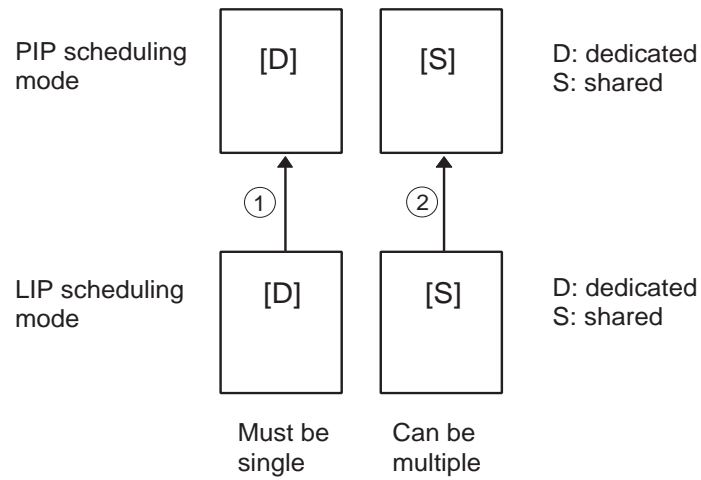 PIP scheduling
mode
[D]
[S]
D: dedicated
S: shared
1
2
LIP scheduling
mode
[D]
[S]
D: dedicated
S: shared
Must be
single
Can be
multiple